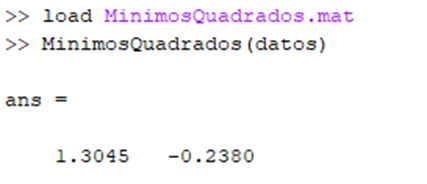 >> load MinimosQuadrados.mat
>> MinimosQuadrados(datos)
ans =
1.3045 -0.2380